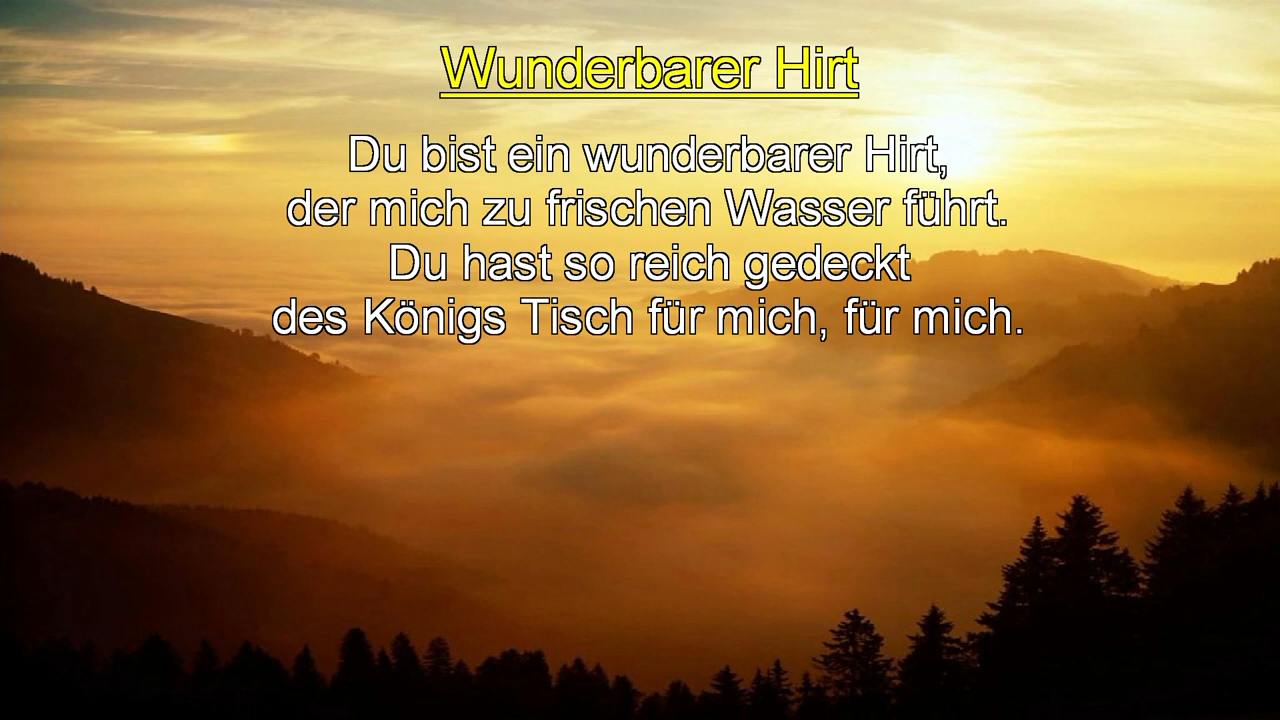 Wunderbarer Hirt
Du bist ein wunderbarer Hirt,
der mich zu frischen Wasser führt.
Du hast so reich gedeckt
des Königs Tisch für mich, für mich.